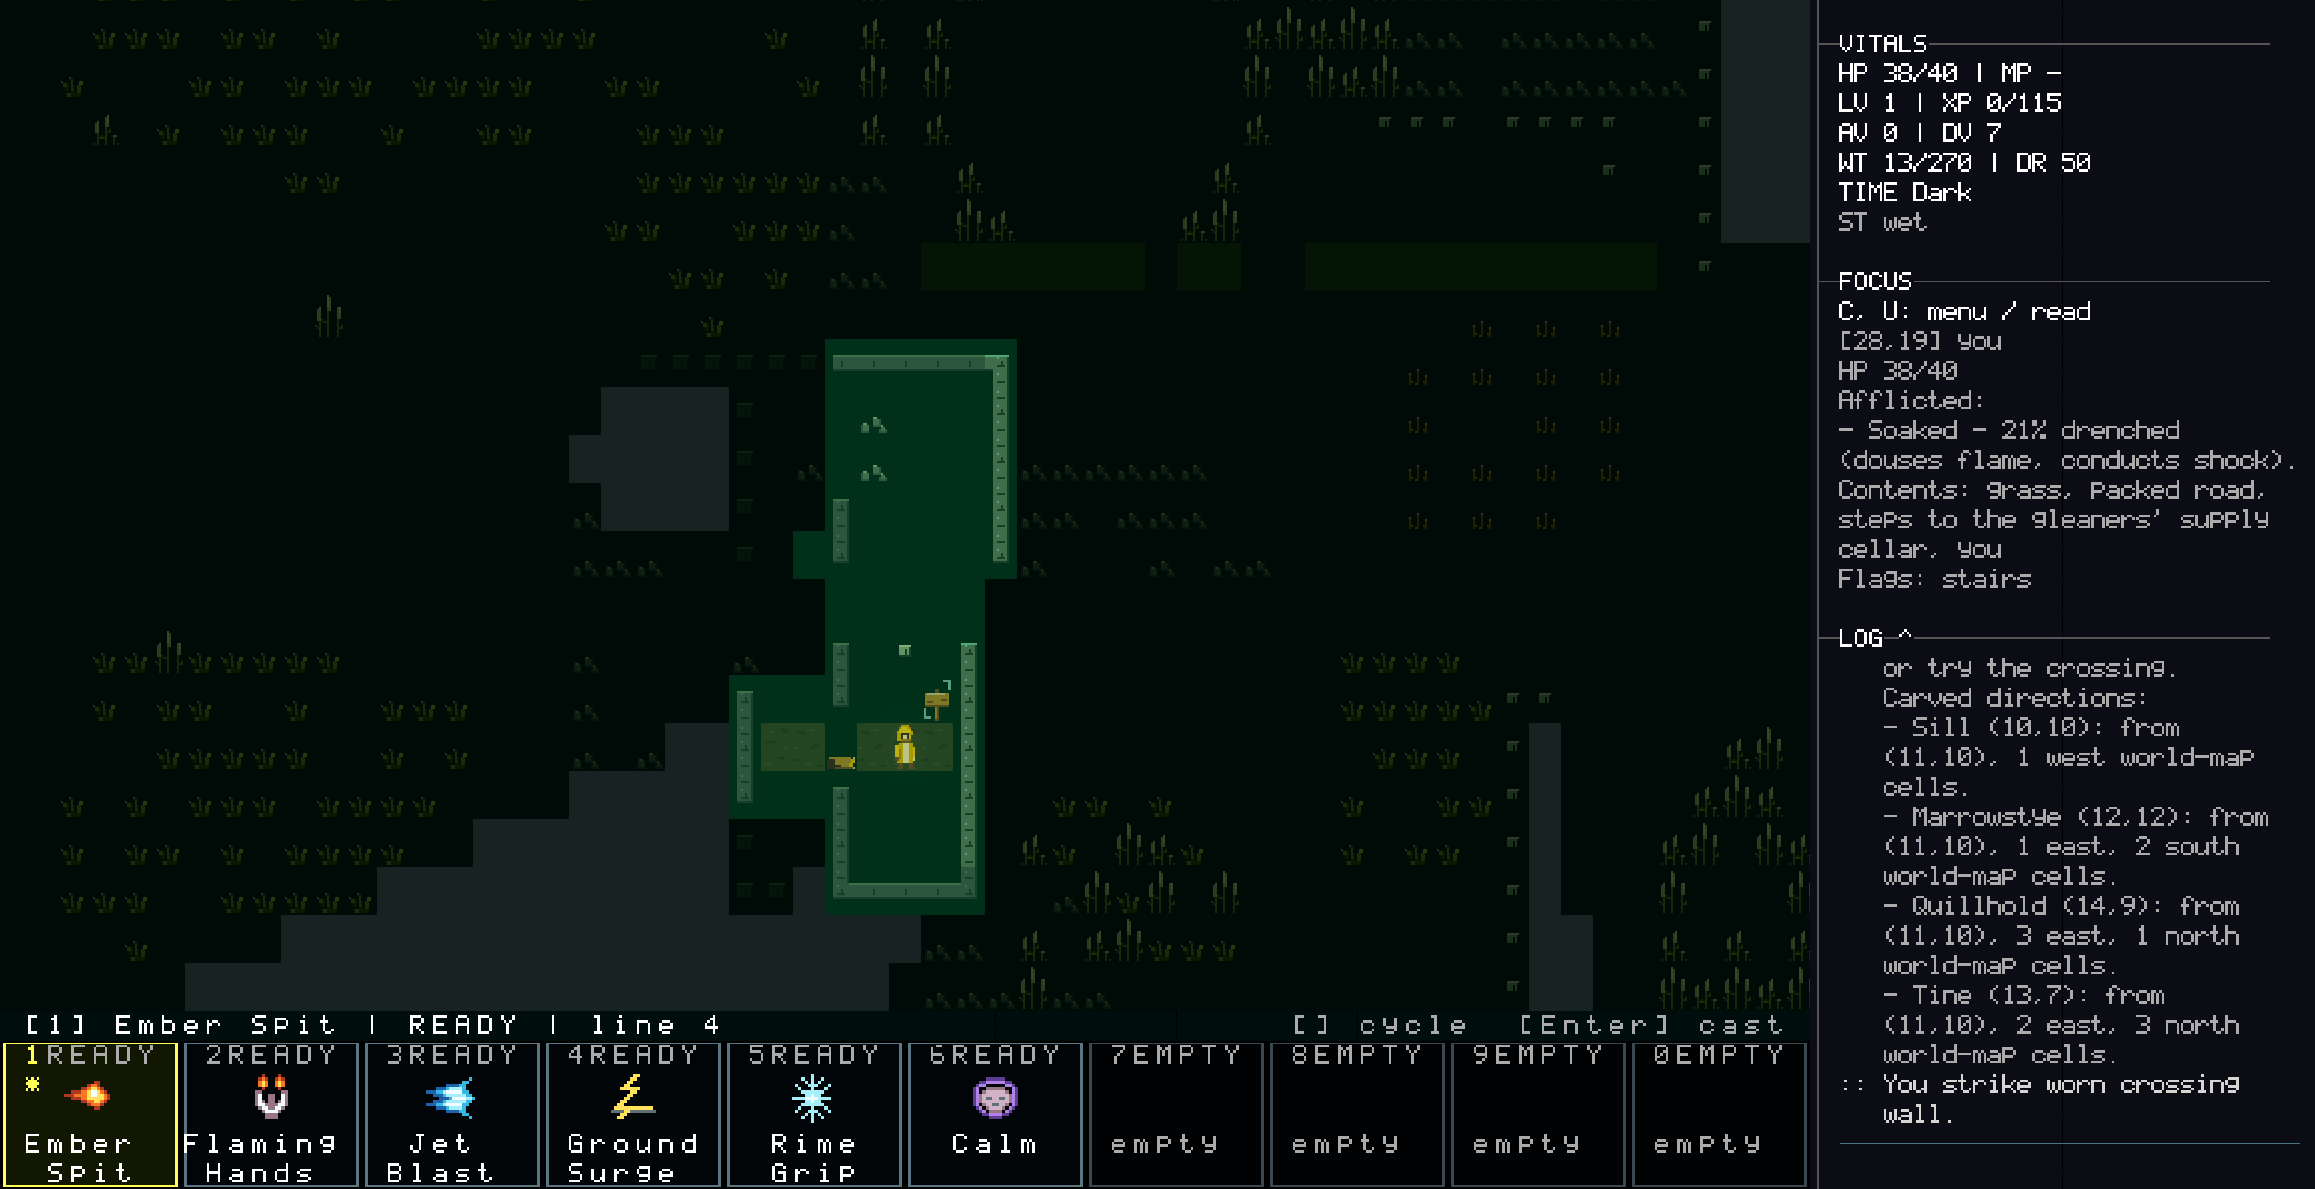 VITALS
HP 38/40 | MP -
LV 1 | XP 0/115
AV 0 | DV 7
WT 13/270 | DR 50
TIME Dark
ST wet
FOCUS
C, U: menu / read
[28,19] you
HP 38/40
Afflicted:
- Soaked - 21% drenched
(douses flame, conducts shock).
Contents: grass, packed road,
steps to the gleaners' supply
cellar, you
Flags: stairs
LOG ^
or try the crossing.
Carved directions:
- Sill (10,10): from
(11,10), 1 west world-map
cells.
- Marrowstye (12,12): from
(11,10), 1 east, 2 south
world-map cells.
- Quillhold (14,9): from
(11,10), 3 east, 1 north
world-map cells.
- Tine (13,7): from
(11,10), 2 east, 3 north
world-map cells.
:: You strike worn crossing
wall.
[1] Ember Spit | READY | line 4
[] cycle [Enter] cast
1READY 2READY 3READY 4READY 5READY 6READY 7EMPTY 8EMPTY 9EMPTY 0EMPTY
Ember Spit
Flaming Hands
Jet Blast
Ground Surge
Rime Grip
Calm
empty
empty
empty
empty